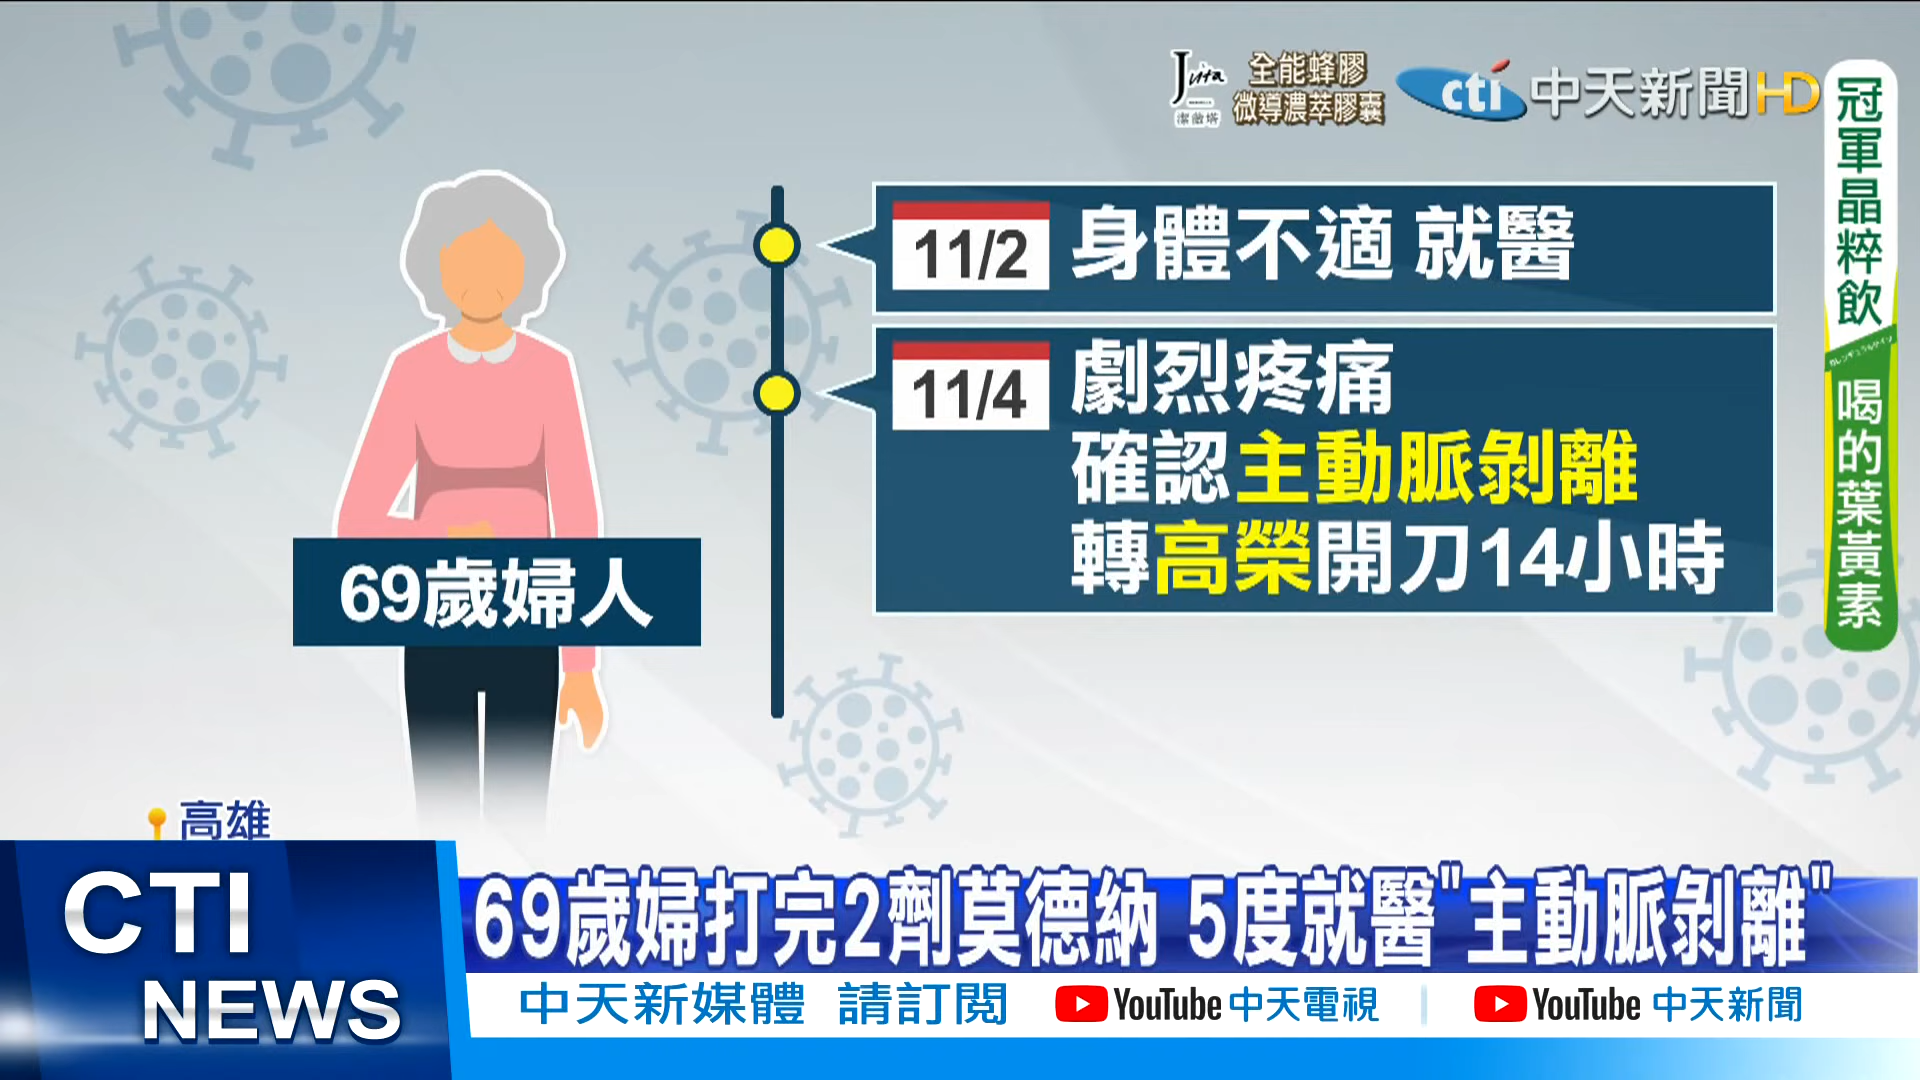 Jvita
潔微塔
全能蜂膠
微導濃萃膠囊
cti 中天新聞HD
冠軍晶粹飲
喝的葉黃素
11/2 身體不適 就醫
11/4 劇烈疼痛
確認主動脈剝離
轉高榮開刀14小時
69歲婦人
高雄
CTI
NEWS
69歲婦打完2劑莫德納 5度就醫"主動脈剝離"
中天新媒體 請訂閱 YouTube 中天電視 | YouTube 中天新聞